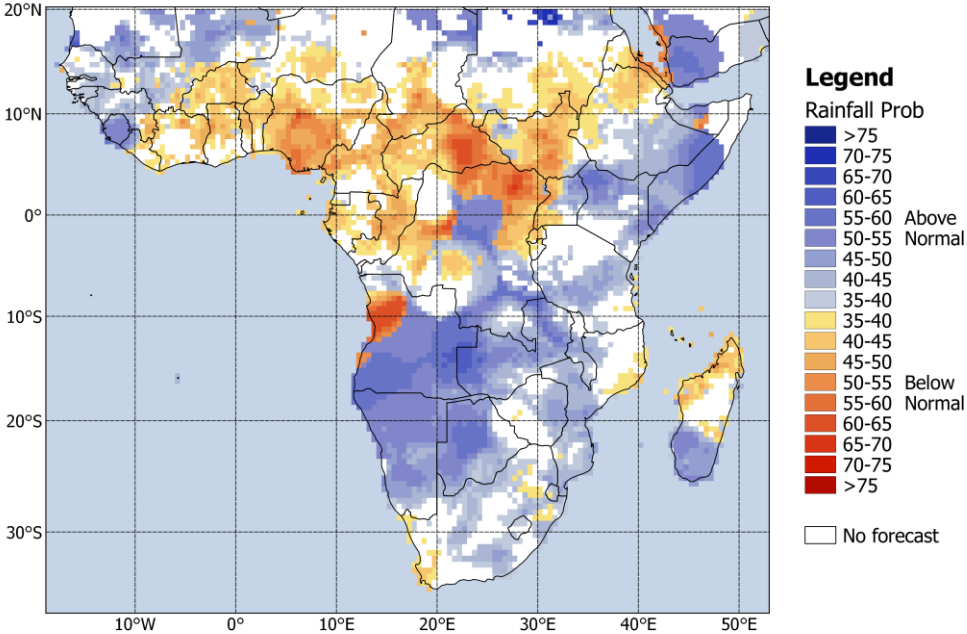 20°N
10°N
0°
10°S
20°S
30°S
10°W
0°
10°E
20°E
30°E
40°E
50°E
Legend
Rainfall Prob
>75
70-75
65-70
60-65
55-60 Above
50-55 Normal
45-50
40-45
35-40
35-40
40-45
45-50
50-55 Below
55-60 Normal
60-65
65-70
70-75
>75
No forecast